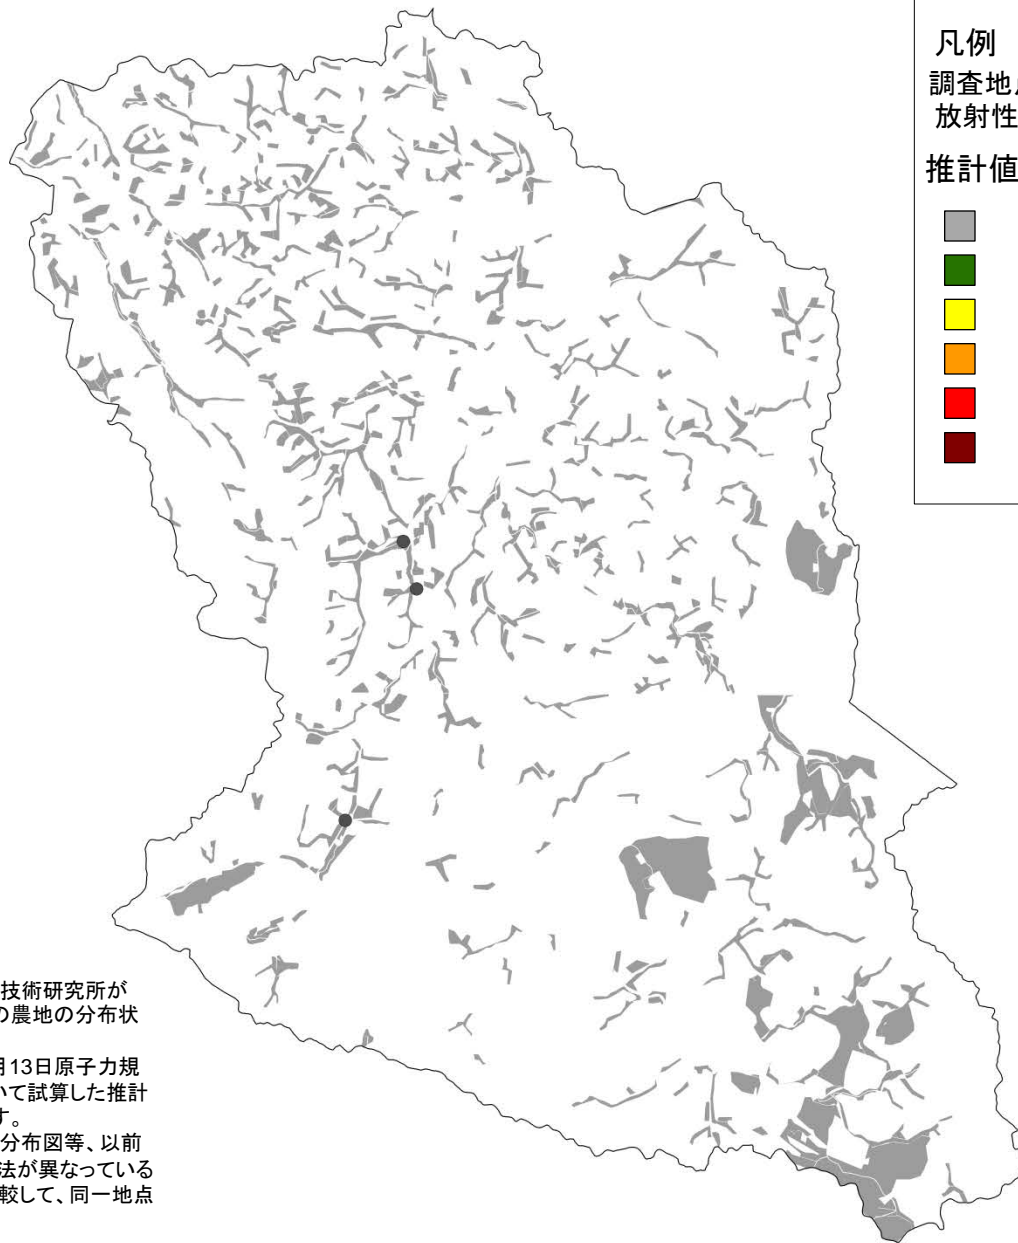 凡例
調査地点
放射性
推計値
技術研究所が
の農地の分布状
月13日原子力規
いて試算した推計
す。
分布図等、以前
法が異なっている
較して、同一地点